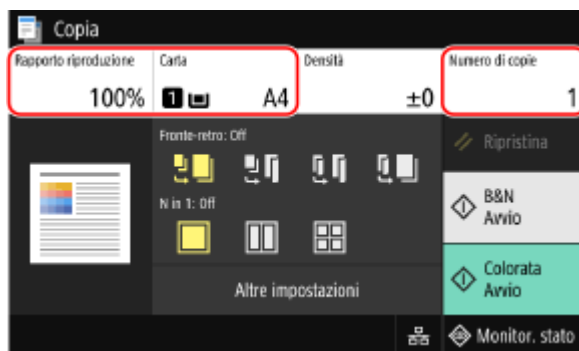 Copia
Rapporto riproduzione
Carta
Densità
Numero di copie
100%
1
A4
±0
1
Fronte-retro: Off
Ripristina
N in 1: Off
B&N
Avvio
Colorata
Avvio
Altre impostazioni
Monitor. stato